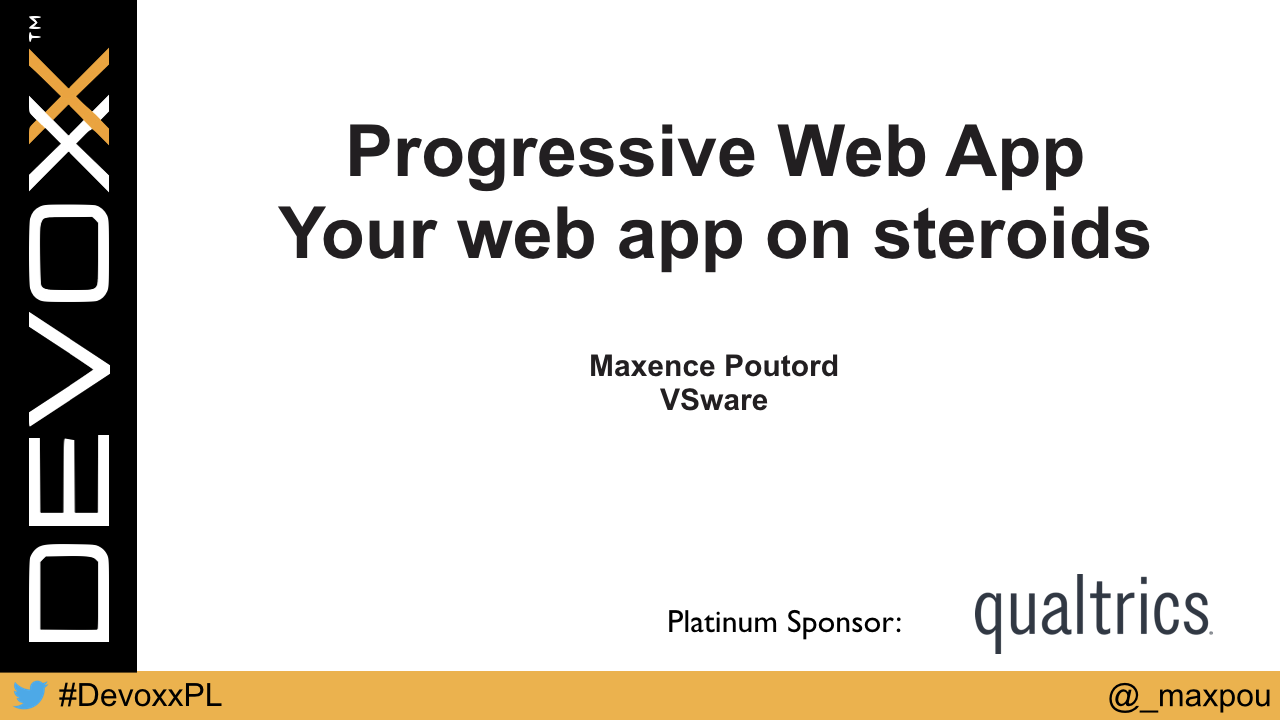 DEVOXX™
Progressive Web App
Your web app on steroids
Maxence Poutord
VSware
Platinum Sponsor:
qualtrics
#DevoxxPL
@_maxpou